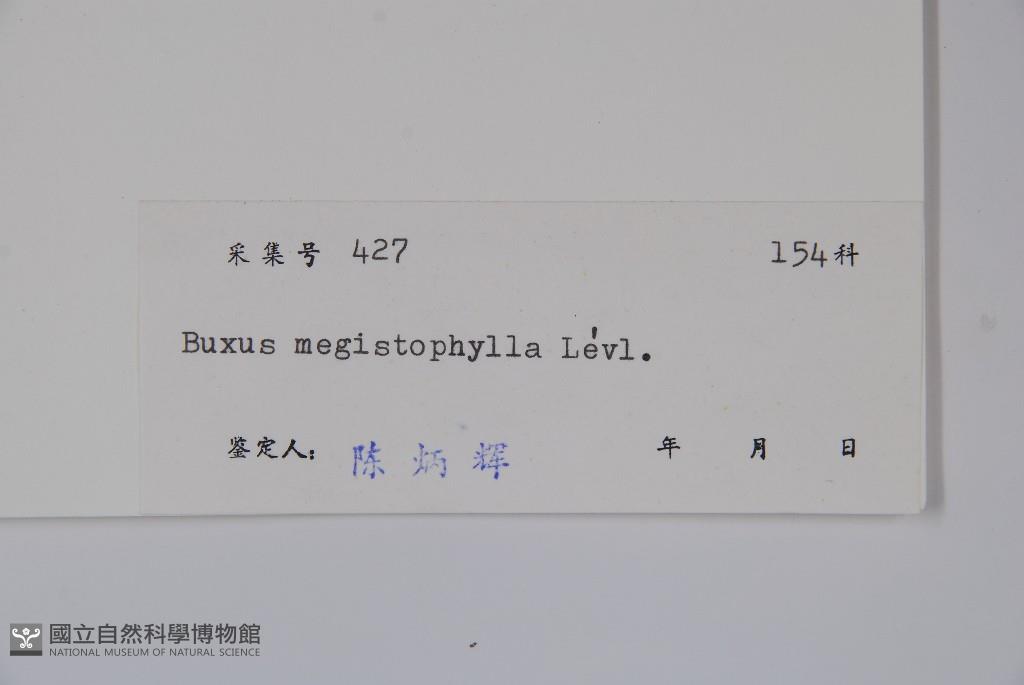 采集号 427 154科
Buxus megistophylla Lévl.
鉴定人: 陈炳辉 年 月 日
國立自然科學博物館
NATIONAL MUSEUM OF NATURAL SCIENCE